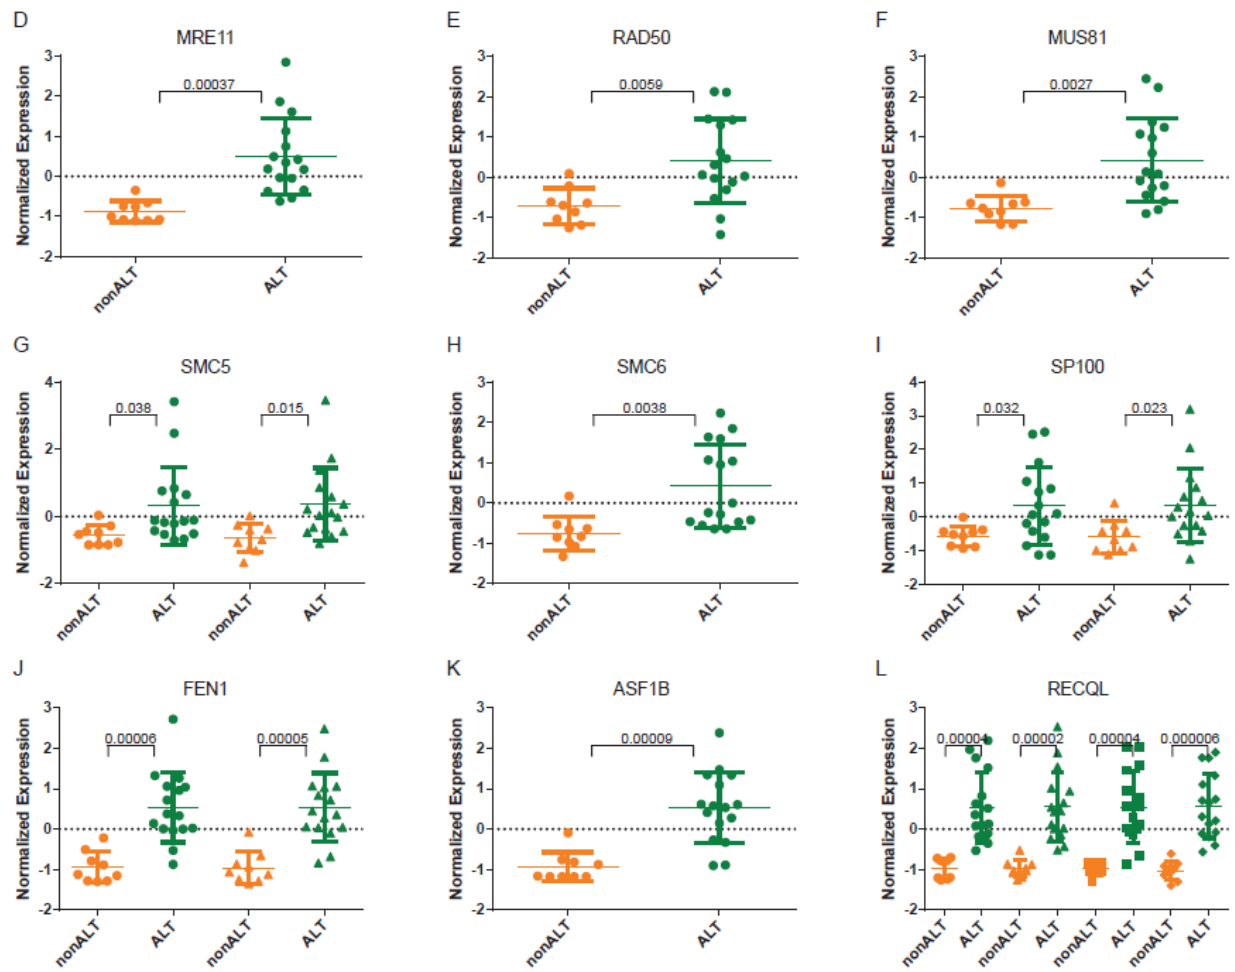 D
MRE11
Normalized Expression
3
2
1
0
-1
-2
0.00037
nonALT
ALT
E
RAD50
Normalized Expression
3
2
1
0
-1
-2
0.0059
nonALT
ALT
F
MUS81
Normalized Expression
3
2
1
0
-1
-2
0.0027
nonALT
ALT
G
SMC5
Normalized Expression
4
2
0
-2
0.038
0.015
nonALT
ALT
nonALT
ALT
H
SMC6
Normalized Expression
3
2
1
0
-1
-2
0.0038
nonALT
ALT
I
SP100
Normalized Expression
4
3
2
1
0
-1
-2
0.032
0.023
nonALT
ALT
nonALT
ALT
J
FEN1
Normalized Expression
3
2
1
0
-1
-2
0.00006
0.00005
nonALT
ALT
nonALT
ALT
K
ASF1B
Normalized Expression
3
2
1
0
-1
-2
0.00009
nonALT
ALT
L
RECQL
Normalized Expression
3
2
1
0
-1
-2
0.00004
0.00002
0.00004
0.000006
nonALT
ALT
nonALT
ALT
nonALT
ALT
nonALT
ALT